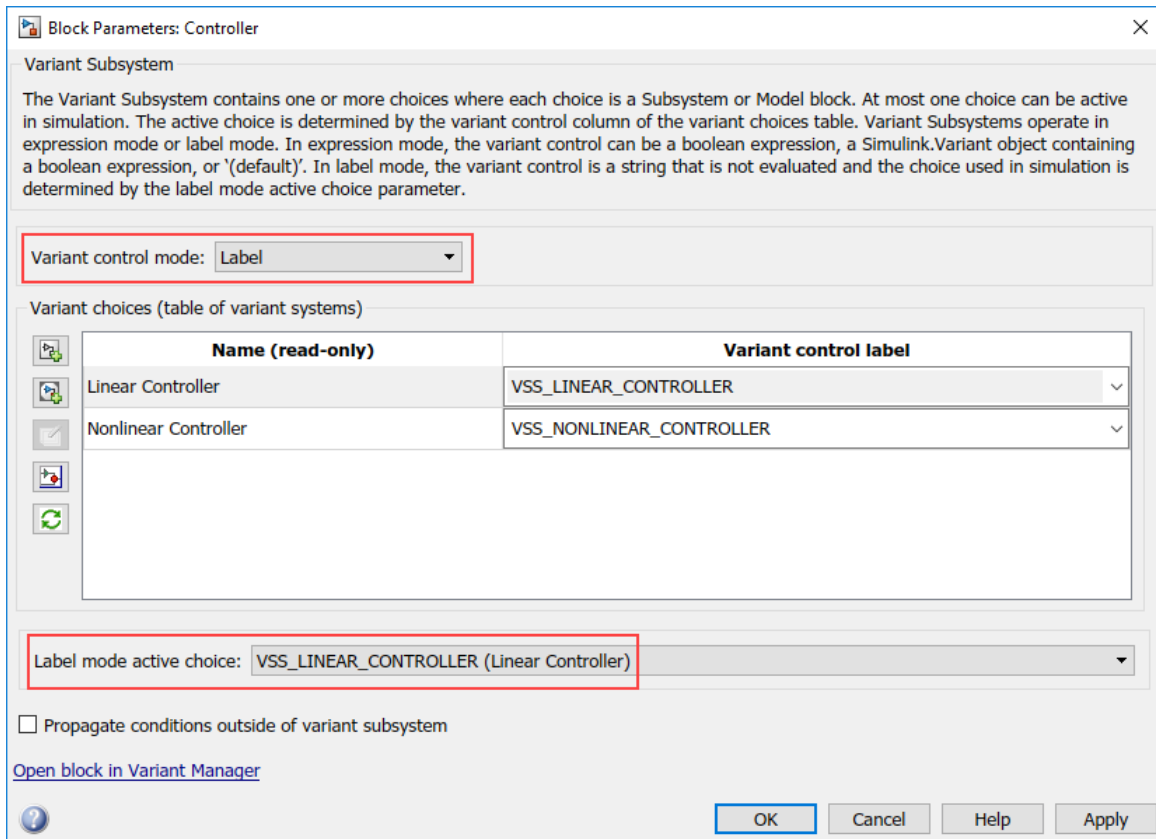 Block Parameters: Controller
Variant Subsystem
The Variant Subsystem contains one or more choices where each choice is a Subsystem or Model block. At most one choice can be active
in simulation. The active choice is determined by the variant control column of the variant choices table. Variant Subsystems operate in
expression mode or label mode. In expression mode, the variant control can be a boolean expression, a Simulink.Variant object containing
a boolean expression, or ‘(default)’. In label mode, the variant control is a string that is not evaluated and the choice used in simulation is
determined by the label mode active choice parameter.
Variant control mode: Label
Variant choices (table of variant systems)
Name (read-only) Variant control label
Linear Controller VSS_LINEAR_CONTROLLER
Nonlinear Controller VSS_NONLINEAR_CONTROLLER
Label mode active choice: VSS_LINEAR_CONTROLLER (Linear Controller)
Propagate conditions outside of variant subsystem
Open block in Variant Manager
OK Cancel Help Apply